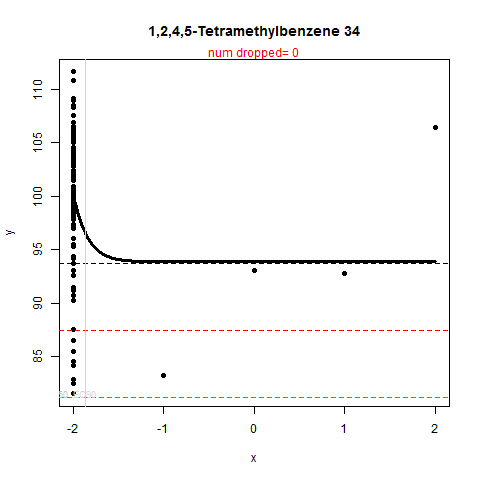 1,2,4,5-Tetramethylbenzene 34
num dropped= 0
110
105
100
95
90
85
y
-2
-1
0
1
2
x